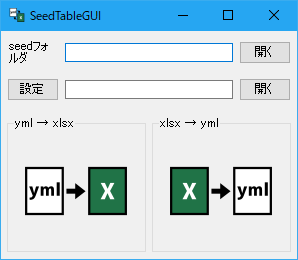 SeedTableGUI
seedフォ
ルダ
開く
設定
開く
yml → xlsx
xlsx → yml
yml X
X yml